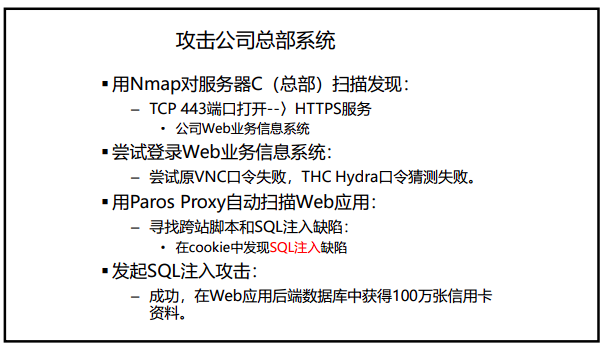 攻击公司总部系统
▪用Nmap对服务器C（总部）扫描发现：
– TCP 443端口打开--〉HTTPS服务
• 公司Web业务信息系统
▪尝试登录Web业务信息系统：
– 尝试原VNC口令失败，THC Hydra口令猜测失败。
▪用Paros Proxy自动扫描Web应用：
– 寻找跨站脚本和SQL注入缺陷：
• 在cookie中发现SQL注入缺陷
▪发起SQL注入攻击：
– 成功，在Web应用后端数据库中获得100万张信用卡
资料。